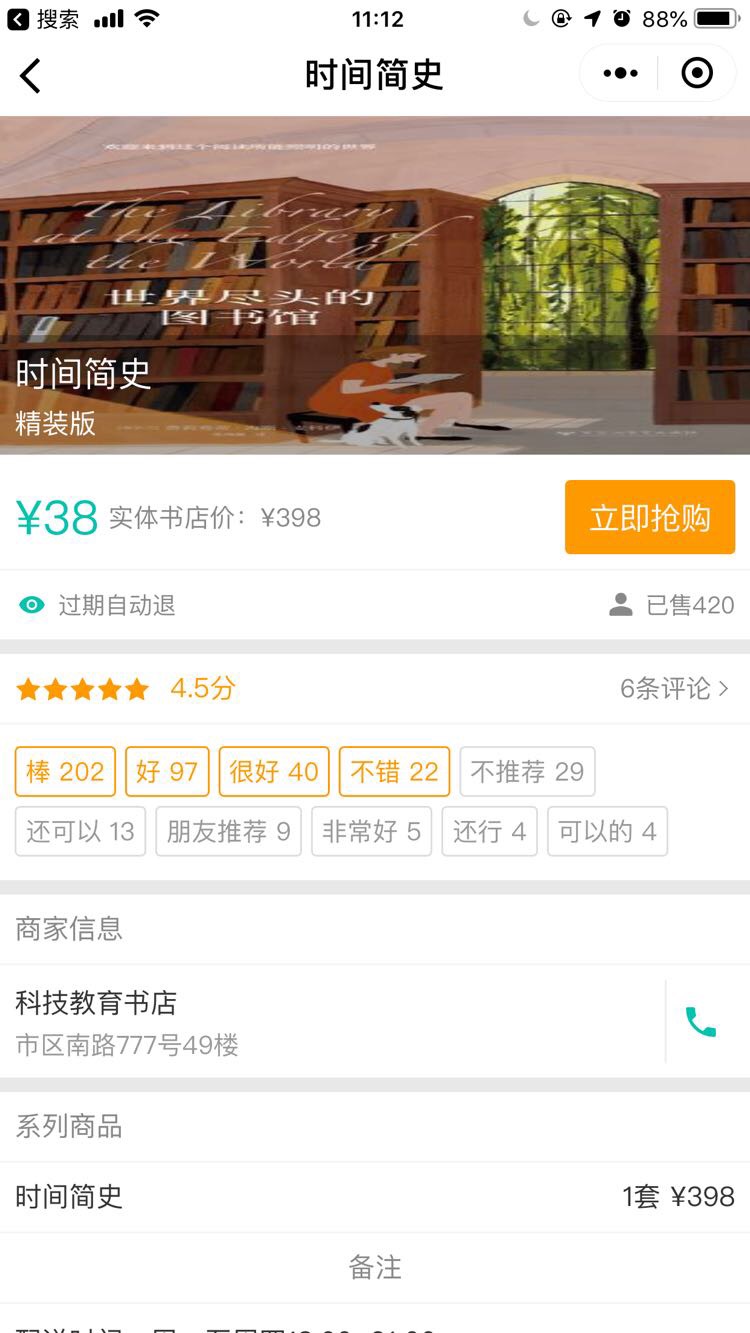 搜索 11:12 88%
时间简史
欢迎来到这个阅读所能照明的世界
The Library
at the Edge of
the World
世界尽头的
图书馆
时间简史
精装版
¥38 实体书店价：¥398 立即抢购
过期自动退 已售420
4.5分 6条评论
棒 202 好 97 很好 40 不错 22 不推荐 29
还可以 13 朋友推荐 9 非常好 5 还行 4 可以的 4
商家信息
科技教育书店
市区南路777号49楼
系列商品
时间简史 1套 ¥398
备注